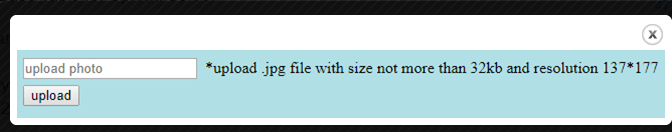 x
upload photo *upload .jpg file with size not more than 32kb and resolution 137*177
upload